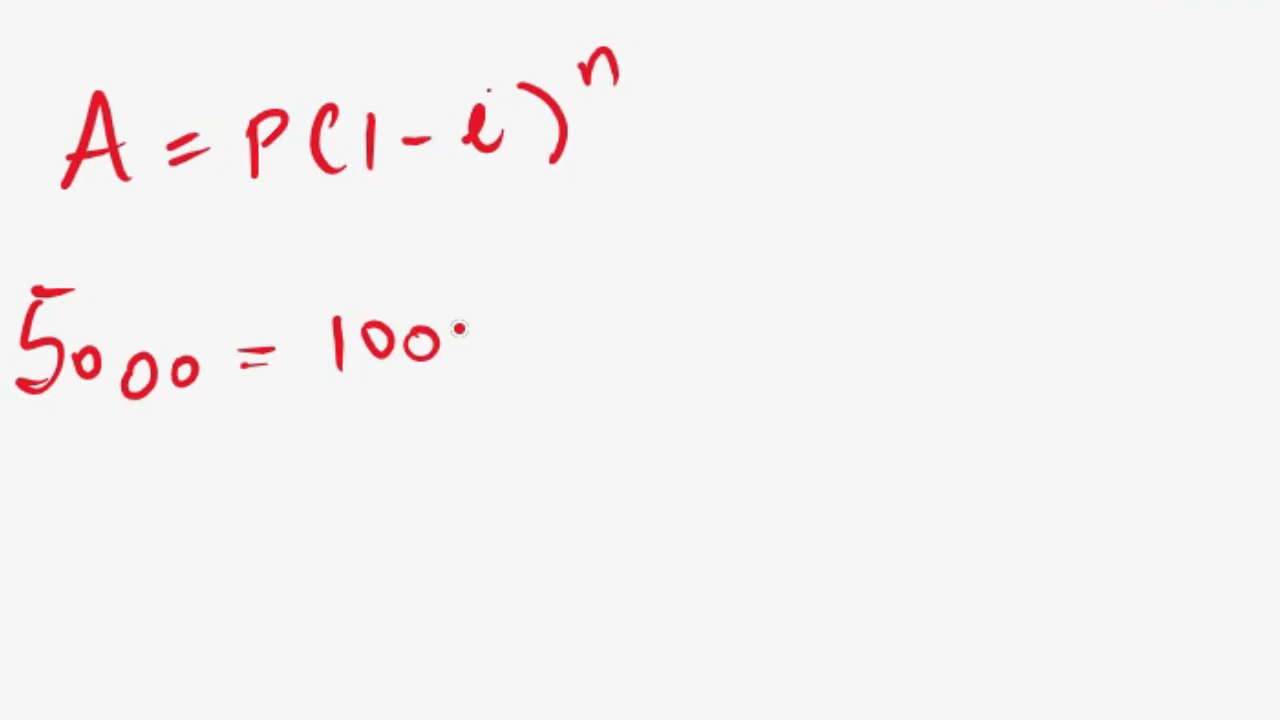 A = P(1 - i)^n
5000 = 100